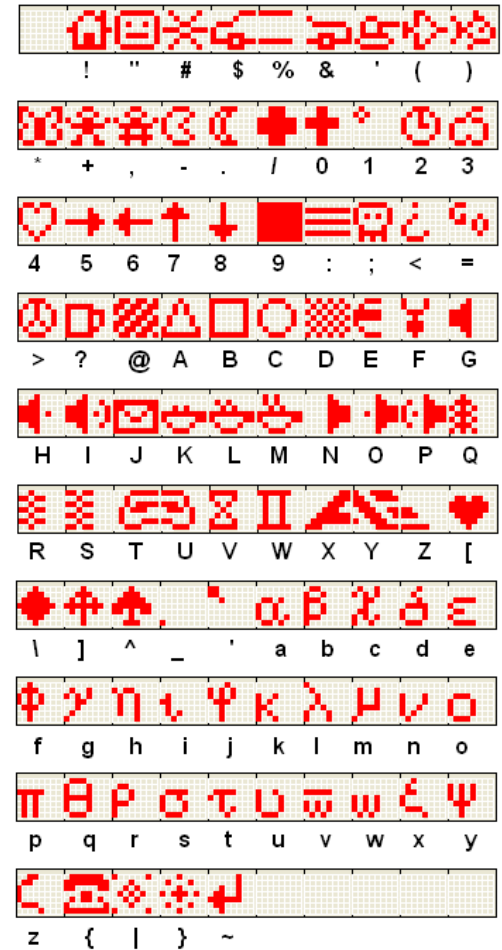 ! " # $ % & ' ( )
* + , - . / 0 1 2 3
4 5 6 7 8 9 : ; < =
> ? @ A B C D E F G
H I J K L M N O P Q
R S T U V W X Y Z [
\ ] ^ _ ' a b c d e
f g h i j k l m n o
p q r s t u v w x y
z { | } ~